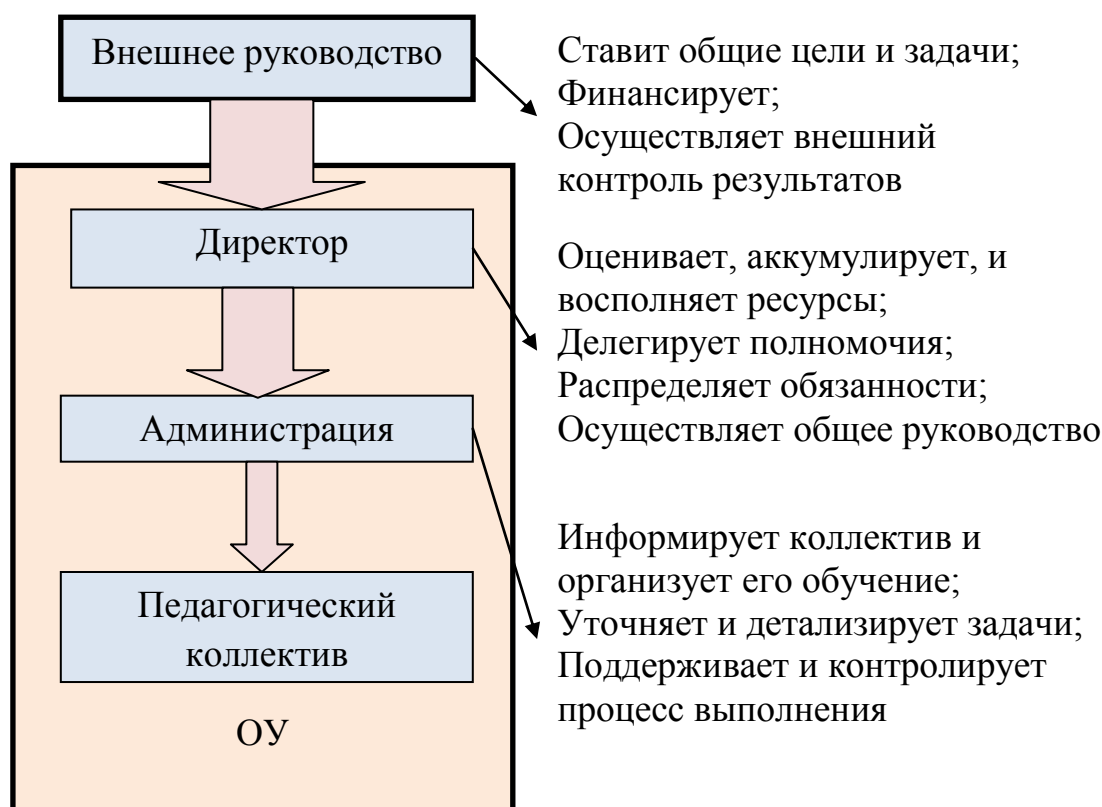 Внешнее руководство
Ставит общие цели и задачи;
Финансирует;
Осуществляет внешний
контроль результатов
Директор
Оценивает, аккумулирует, и
восполняет ресурсы;
Делегирует полномочия;
Распределяет обязанности;
Осуществляет общее руководство
Администрация
Информирует коллектив и
организует его обучение;
Уточняет и детализирует задачи;
Поддерживает и контролирует
процесс выполнения
Педагогический
коллектив
ОУ